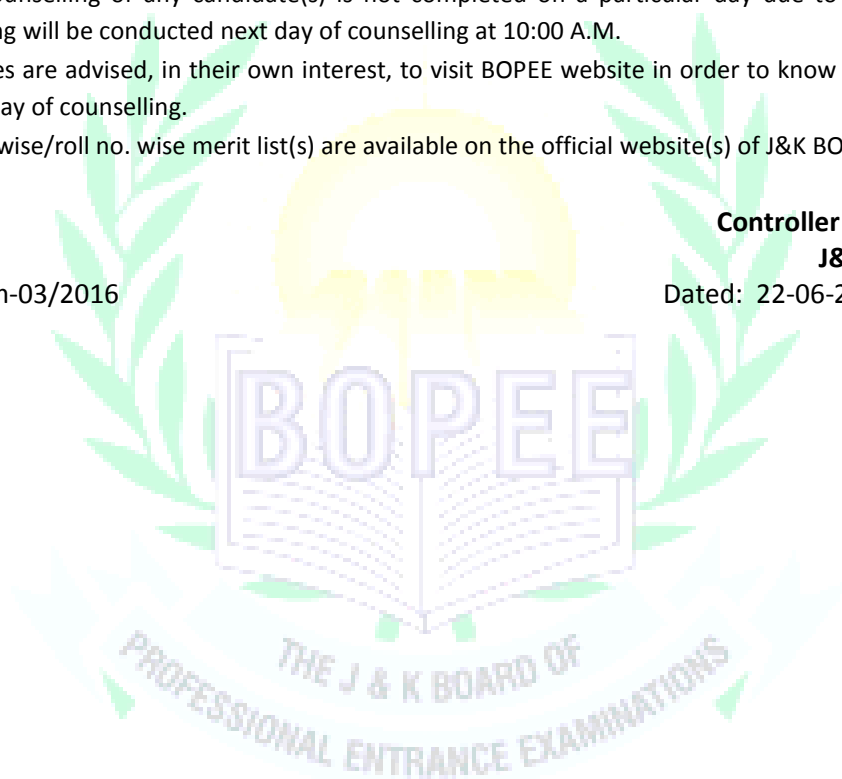 ounselling of any candidate(s) is not completed on a particular day due to
ng will be conducted next day of counselling at 10:00 A.M.
es are advised, in their own interest, to visit BOPEE website in order to know
ay of counselling.
wise/roll no. wise merit list(s) are available on the official website(s) of J&K BO
Controller
J&
-03/2016 Dated: 22-06-2
BOPEE
THE J & K BOARD OF
PROFESSIONAL ENTRANCE EXAMINATIONS